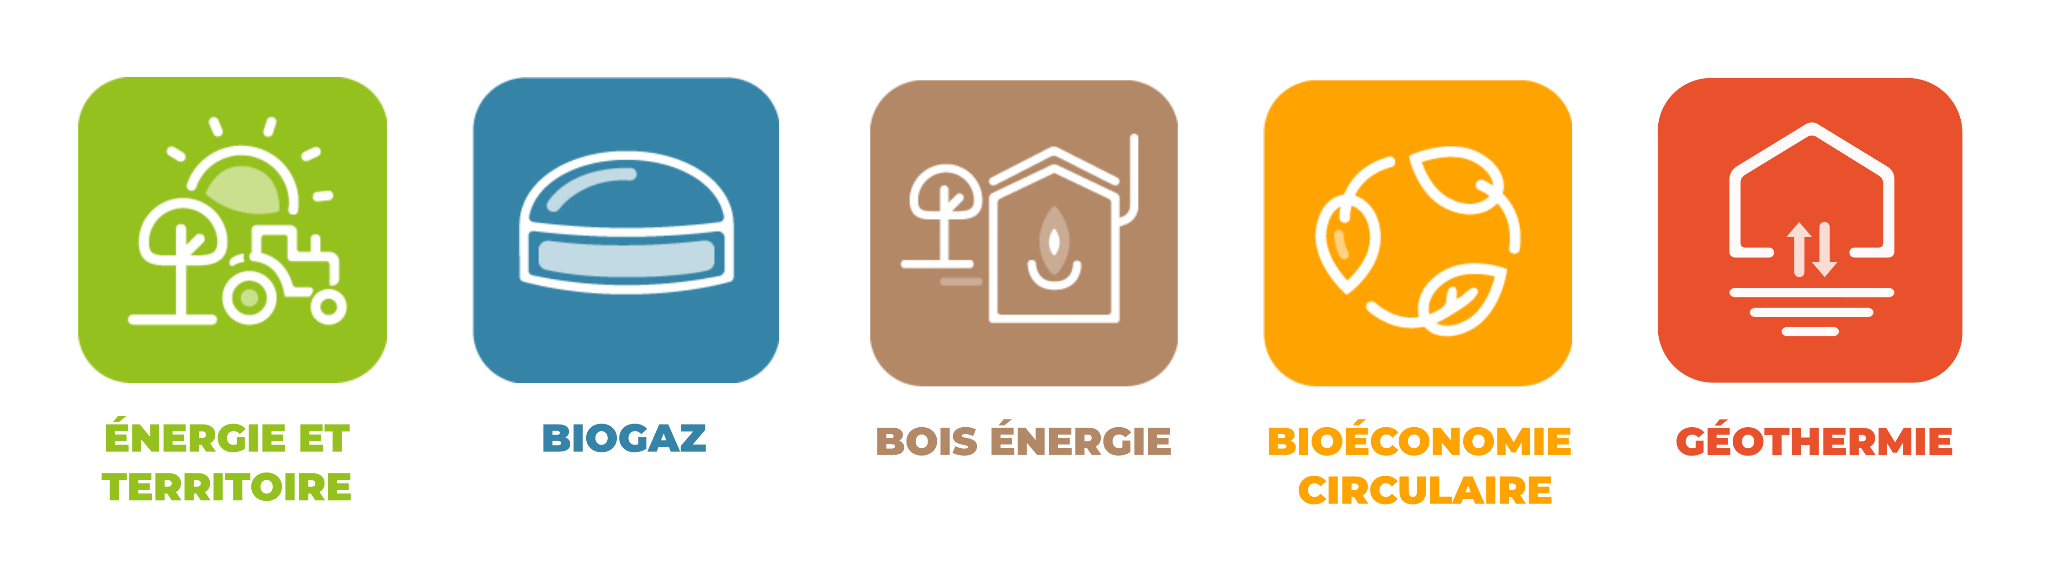 ÉNERGIE ET
TERRITOIRE
BIOGAZ
BOIS ÉNERGIE
BIOÉCONOMIE
CIRCULAIRE
GÉOTHERMIE